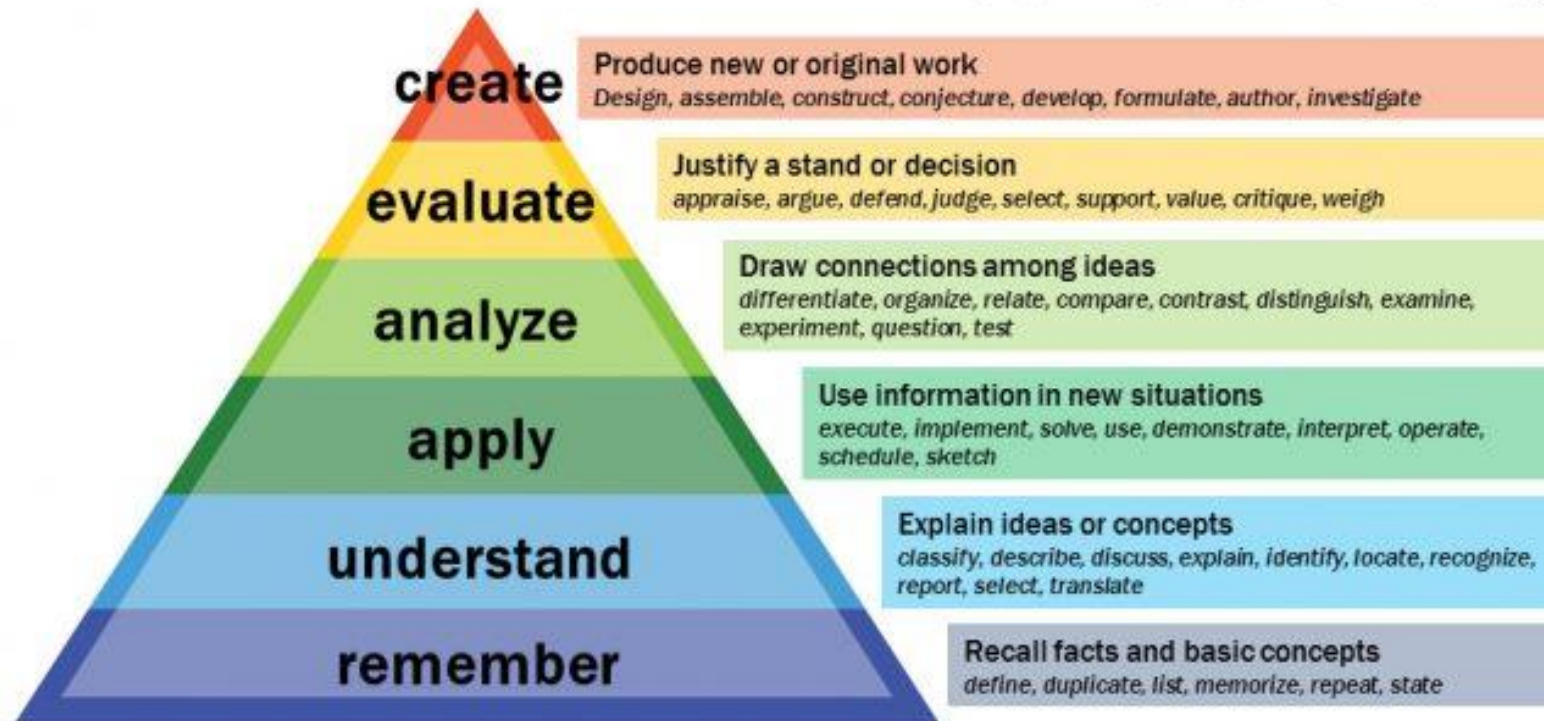 create
Produce new or original work
Design, assemble, construct, conjecture, develop, formulate, author, investigate
evaluate
Justify a stand or decision
appraise, argue, defend, judge, select, support, value, critique, weigh
analyze
Draw connections among ideas
differentiate, organize, relate, compare, contrast, distinguish, examine,
experiment, question, test
apply
Use information in new situations
execute, implement, solve, use, demonstrate, interpret, operate,
schedule, sketch
understand
Explain ideas or concepts
classify, describe, discuss, explain, identify, locate, recognize,
report, select, translate
remember
Recall facts and basic concepts
define, duplicate, list, memorize, repeat, state